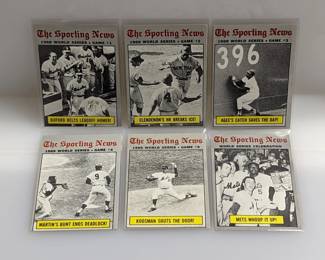 The Sporting News
1969 WORLD SERIES • GAME #1
BUFORD BELTS LEADOFF HOMER!
The Sporting News
1969 WORLD SERIES • GAME #2
CLENDENON'S HR BREAKS ICE!
The Sporting News
1969 WORLD SERIES • GAME #3
396
AGEE'S CATCH SAVES THE DAY!
The Sporting News
1969 WORLD SERIES • GAME #4
9
MARTIN'S BUNT ENDS DEADLOCK!
The Sporting News
1969 WORLD SERIES • GAME #5
KOOSMAN SHUTS THE DOOR!
The Sporting News
1969 WORLD SERIES CELEBRATION
Mets
METS WHOOP IT UP!